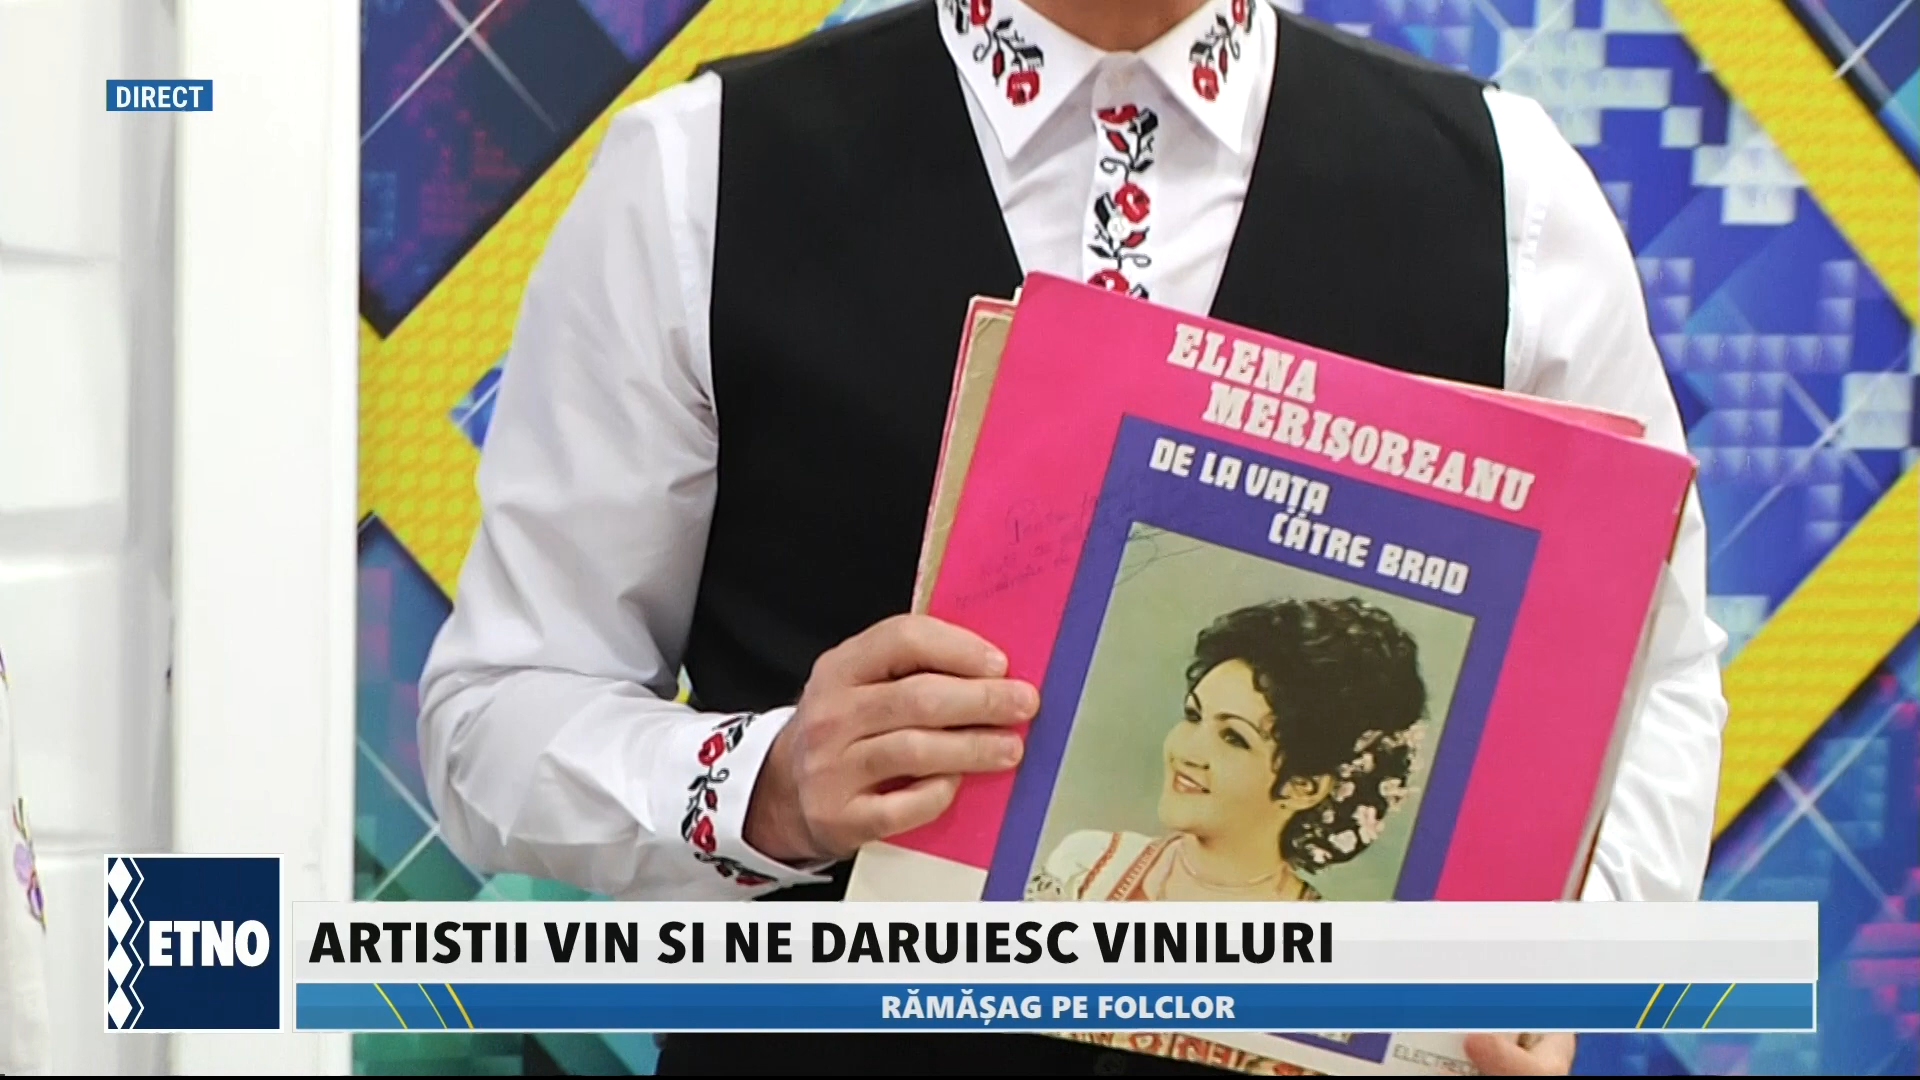 DIRECT
ELENA
MERIȘOREANU
DE LA VAȚA
CĂTRE BRAD
ETNO
ARTISTII VIN SI NE DARUIESC VINILURI
RĂMĂȘAG PE FOLCLOR